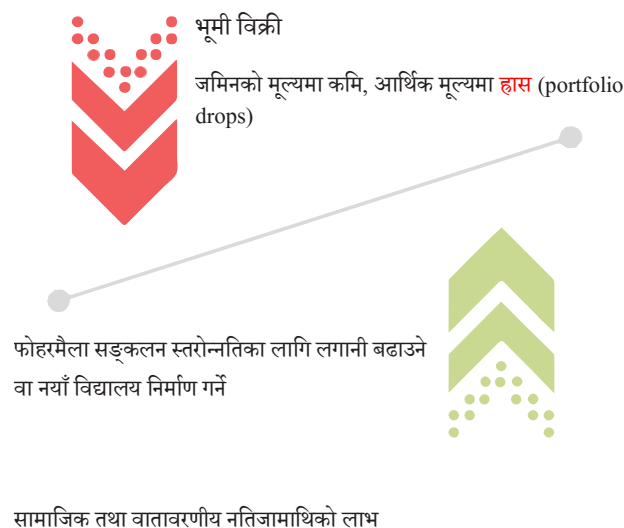 भूमी विक्री
जमिनको मूल्यमा कमि, आर्थिक मूल्यमा ह्रास (portfolio
drops)
फोहरमैला सङ्कलन स्तरोन्नतिका लागि लगानी बढाउने
वा नयाँ विद्यालय निर्माण गर्ने
सामाजिक तथा वातावरणीय नतिजामाथिको लाभ